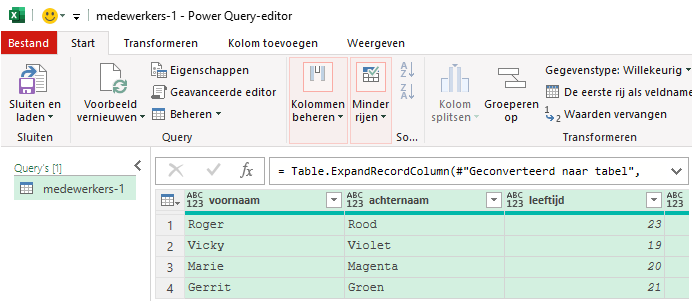 medewerkers-1 - Power Query-editor
Bestand Start Transformeren Kolom toevoegen Weergeven
Sluiten en laden
Voorbeeld vernieuwen
Eigenschappen
Geavanceerde editor
Beheren
Kolommen beheren
Minder rijen
A Z
Z A
Kolom splitsen
Groeperen op
Gegevenstype: Willekeurig
De eerste rij als veldname
1 2 Waarden vervangen
Sluiten Query So... Transformeren
Query's [1]
medewerkers-1
fx = Table.ExpandRecordColumn(#"Geconverteerd naar tabel",
ABC 123 voornaam ABC 123 achternaam ABC 123 leeftijd ABC 123
1 Roger Rood 23
2 Vicky Violet 19
3 Marie Magenta 20
4 Gerrit Groen 21